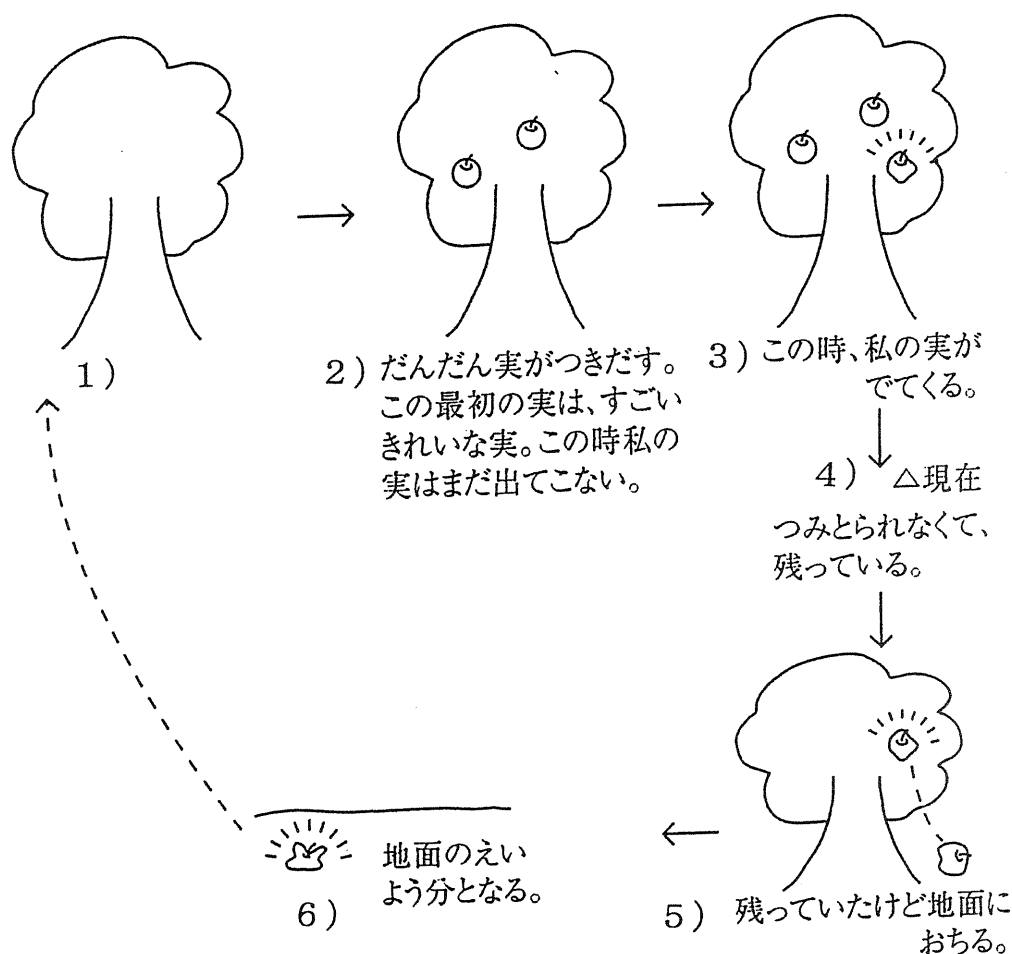 1）
2）だんだん実がつきだす。
この最初の実は、すごい
きれいな実。この時私の
実はまだ出てこない。
3）この時、私の実が
でてくる。
4）△現在
つみとられなくて、
残っている。
5）残っていたけど地面に
おちる。
6）地面のえい
よう分となる。